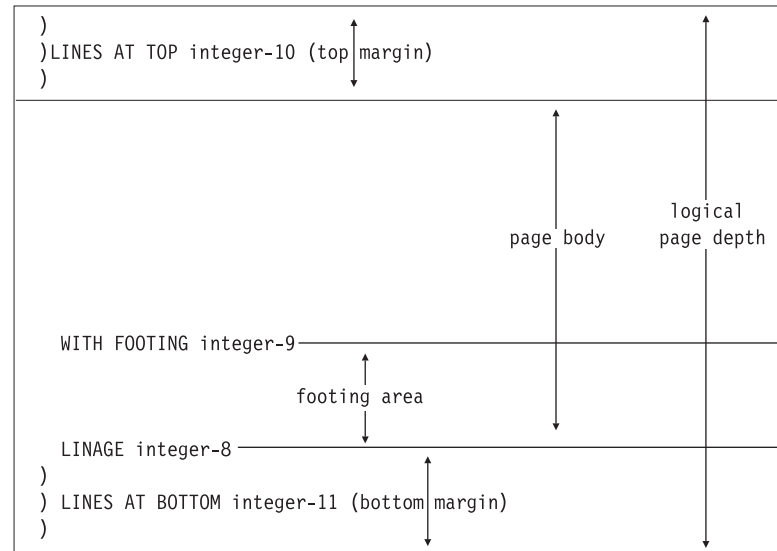 )
)LINES AT TOP integer-10 (top margin)
)
logical
page body page depth
WITH FOOTING integer-9
footing area
LINAGE integer-8
)
) LINES AT BOTTOM integer-11 (bottom margin)
)